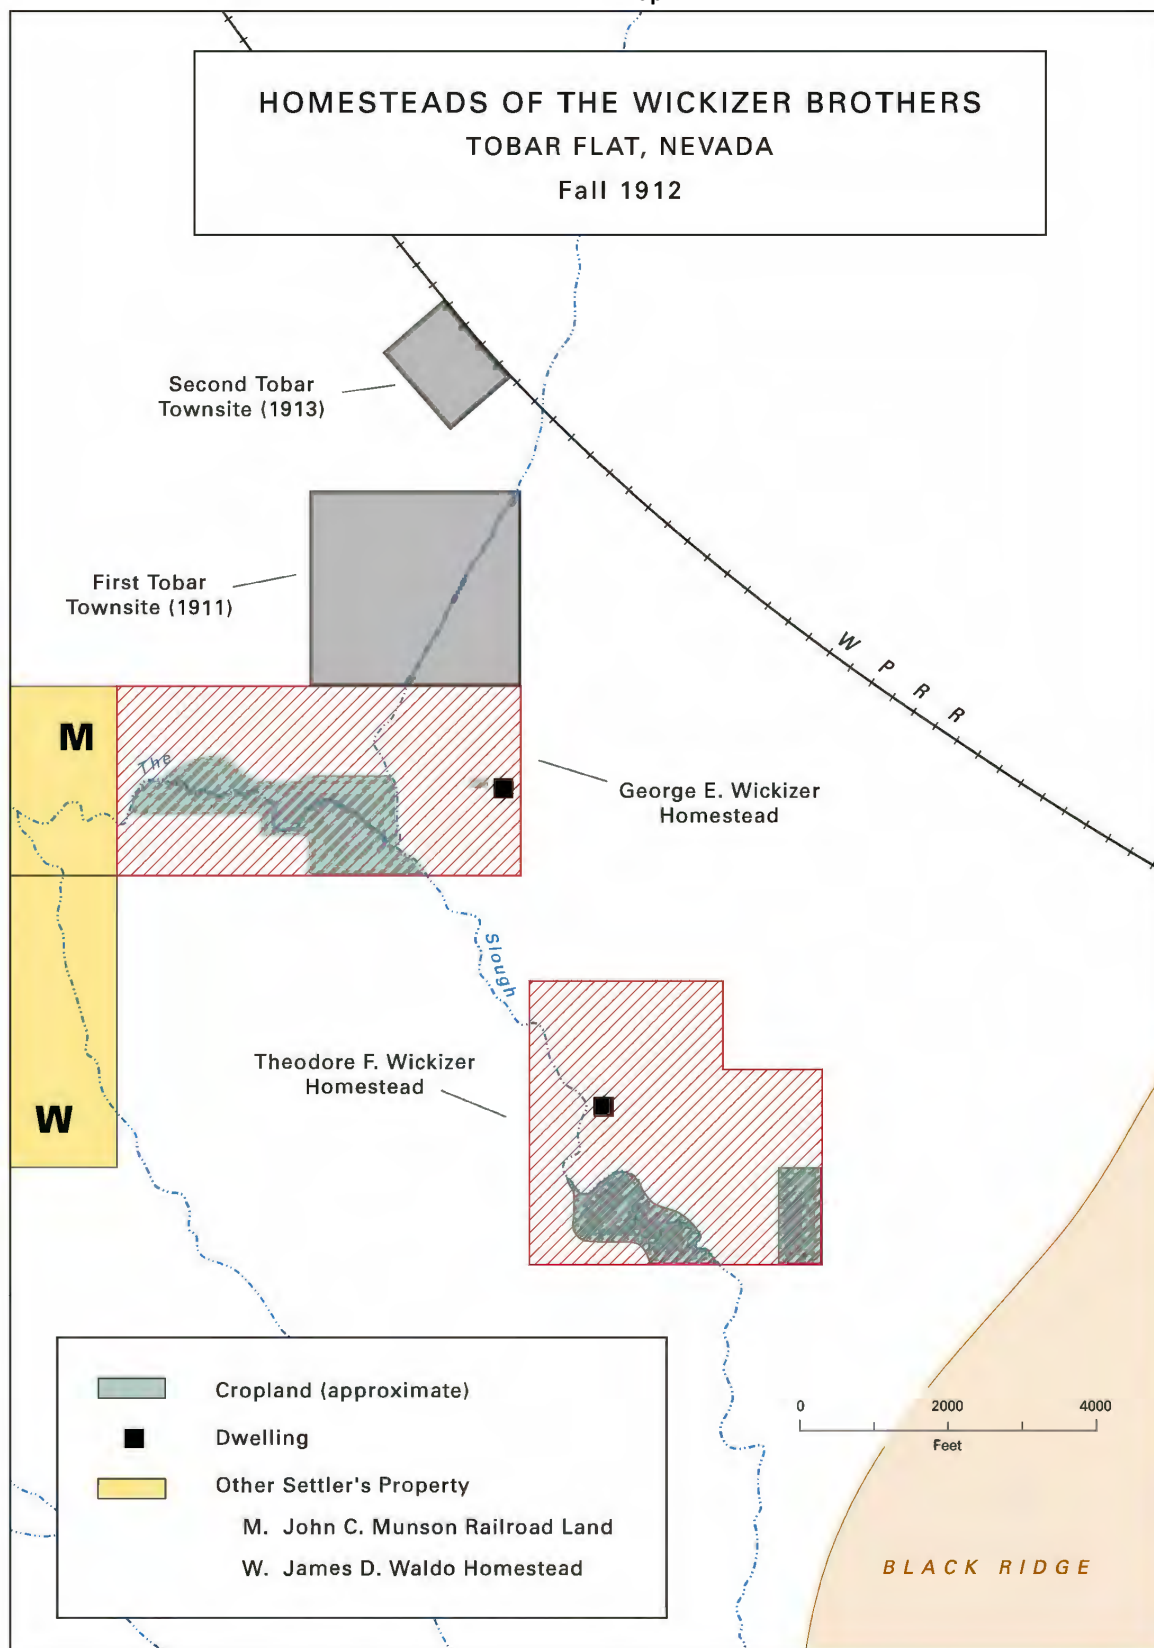 HOMESTEADS OF THE WICKIZER BROTHERS
TOBAR FLAT, NEVADA
Fall 1912
Second Tobar
Townsite (1913)
First Tobar
Townsite (1911)
W P R R
M
The
George E. Wickizer
Homestead
Slough
Theodore F. Wickizer
Homestead
W
Cropland (approximate)
Dwelling
Other Settler's Property
M. John C. Munson Railroad Land
W. James D. Waldo Homestead
0 2000 4000
Feet
BLACK RIDGE